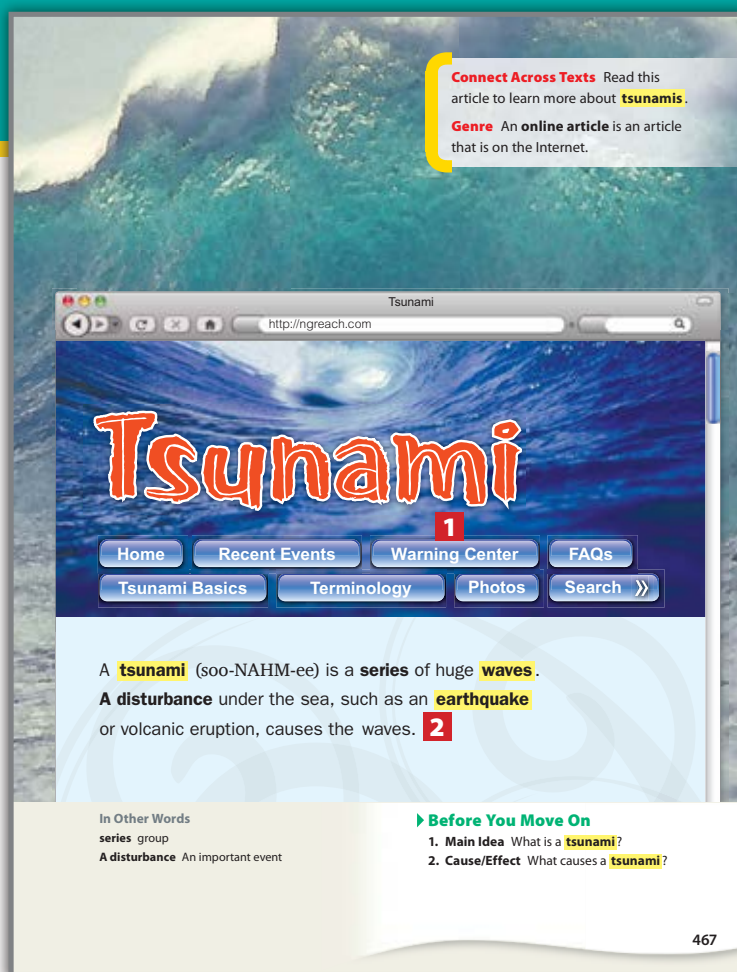 Connect Across Texts Read this
article to learn more about tsunamis.
Genre An online article is an article
that is on the Internet.
Tsunami
http://ngreach.com
Tsunami
1
Home Recent Events Warning Center FAQs
Tsunami Basics Terminology Photos Search »
A tsunami (soo-NAHM-ee) is a series of huge waves.
A disturbance under the sea, such as an earthquake
or volcanic eruption, causes the waves. 2
In Other Words
series group
A disturbance An important event
Before You Move On
1. Main Idea What is a tsunami?
2. Cause/Effect What causes a tsunami?
467